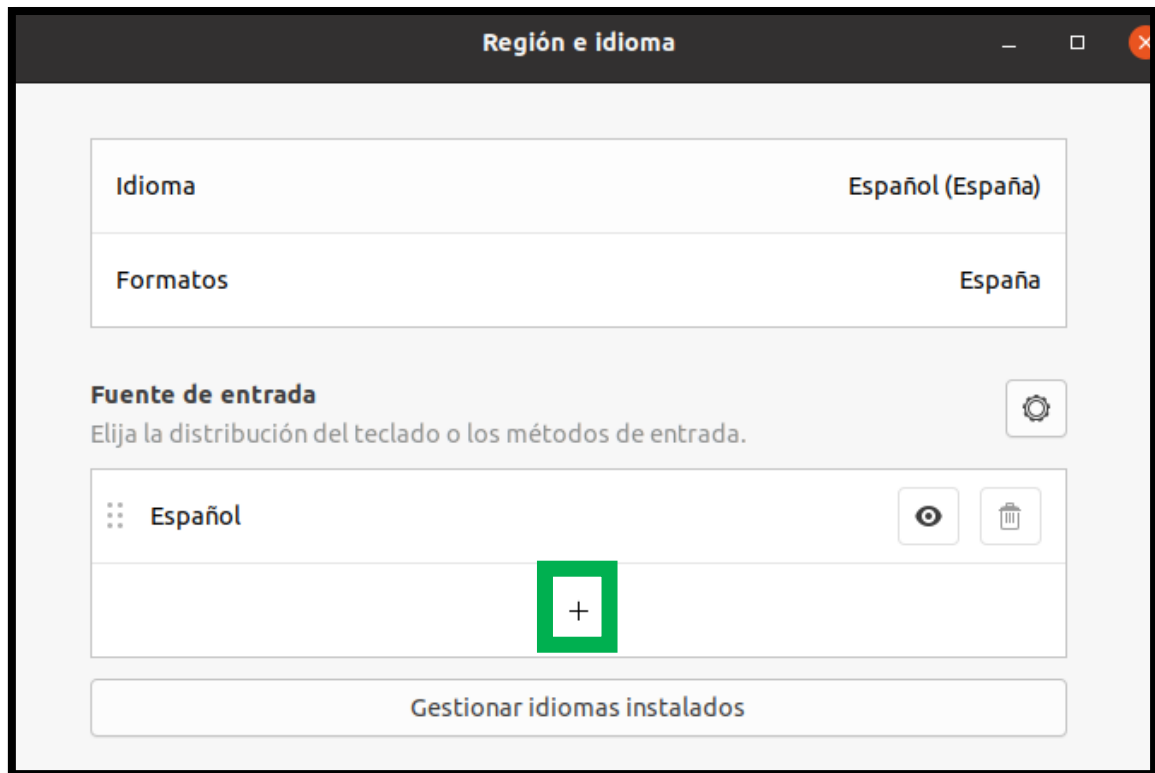 Región e idioma
Idioma Español (España)
Formatos España
Fuente de entrada
Elija la distribución del teclado o los métodos de entrada.
Español
+
Gestionar idiomas instalados